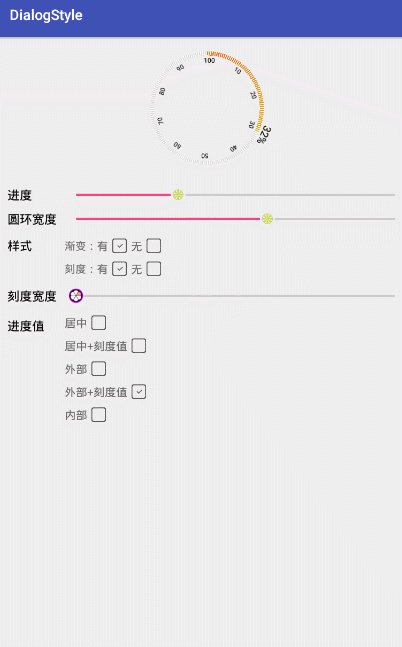 DialogStyle
100
10
20
30
32%
40
50
60
70
80
90
进度
圆环宽度
样式 渐变：有 无
刻度：有 无
刻度宽度
进度值 居中
居中+刻度值
外部
外部+刻度值
内部